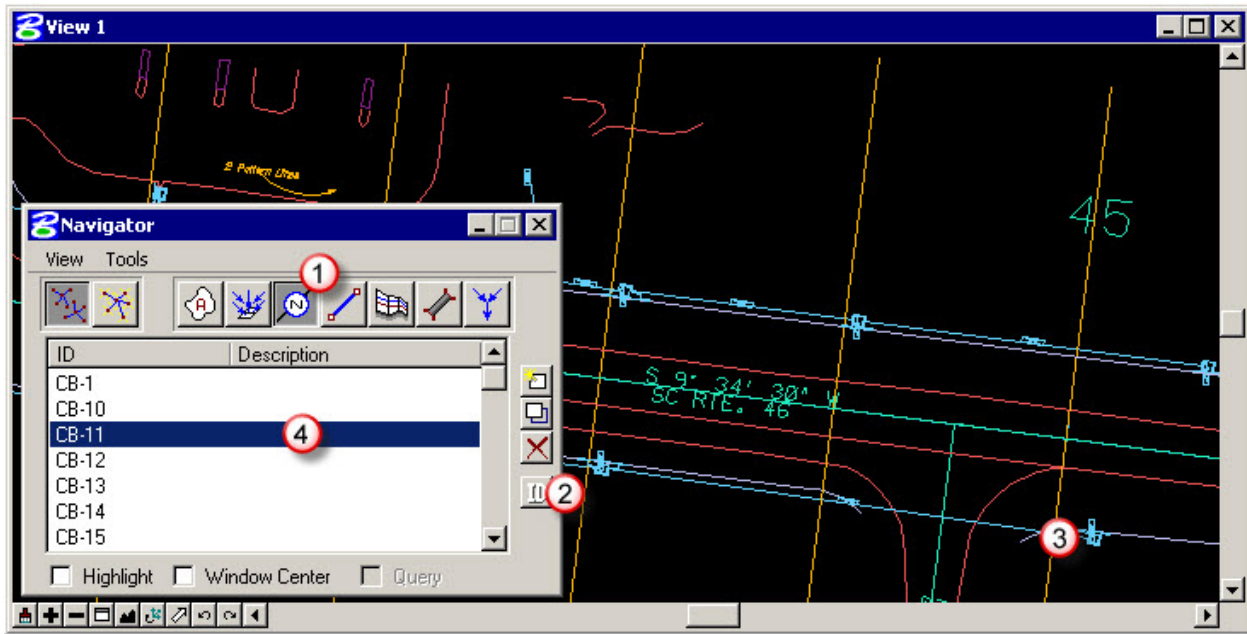 View 1
2 Pattern Lines
45
S 9° 34' 30" W
SC RTE. 46
Navigator
View Tools
1
A
N
ID Description
CB-1
CB-10
CB-11
4
CB-12
CB-13
CB-14
CB-15
ID
2
3
Highlight Window Center Query